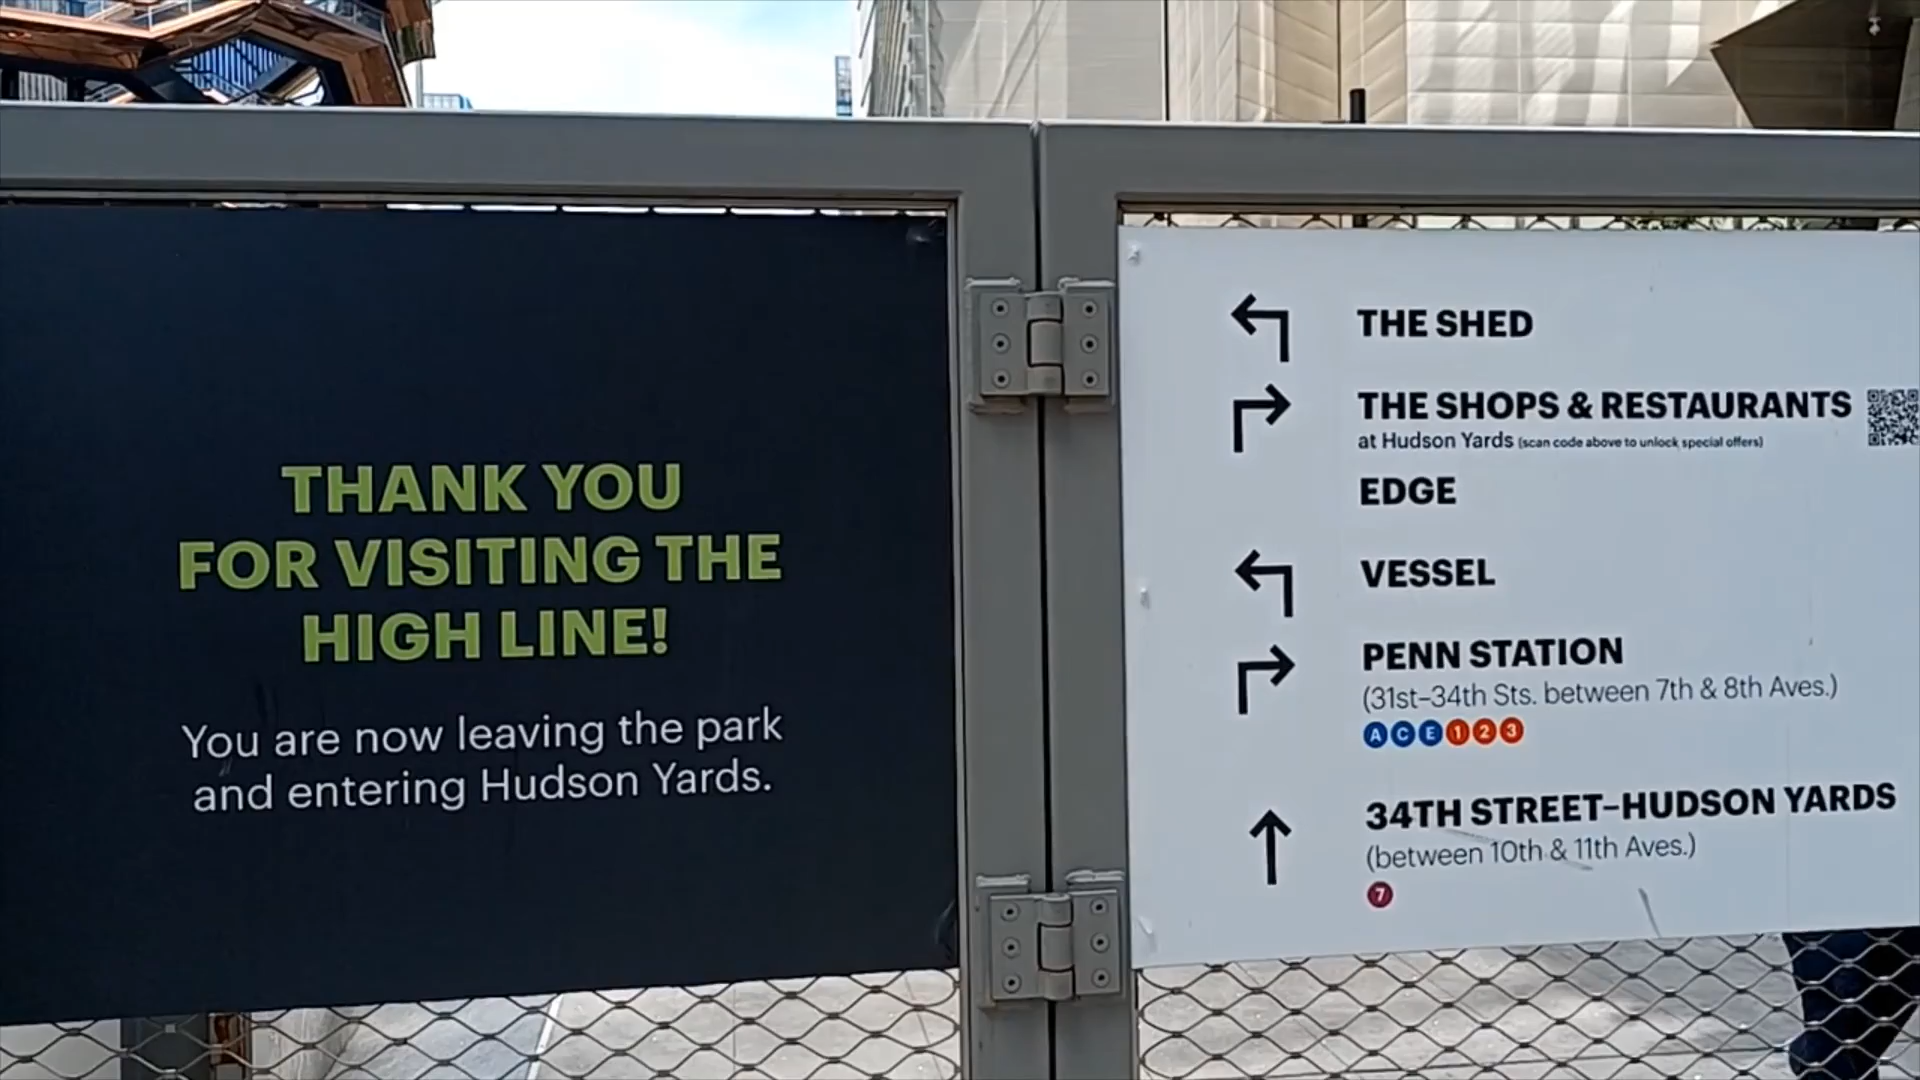 THANK YOU
FOR VISITING THE
HIGH LINE!
You are now leaving the park
and entering Hudson Yards.
THE SHED
THE SHOPS & RESTAURANTS
at Hudson Yards (scan code above to unlock special offers)
EDGE
VESSEL
PENN STATION
(31st–34th Sts. between 7th & 8th Aves.)
A C E 1 2 3
34TH STREET–HUDSON YARDS
(between 10th & 11th Aves.)
7